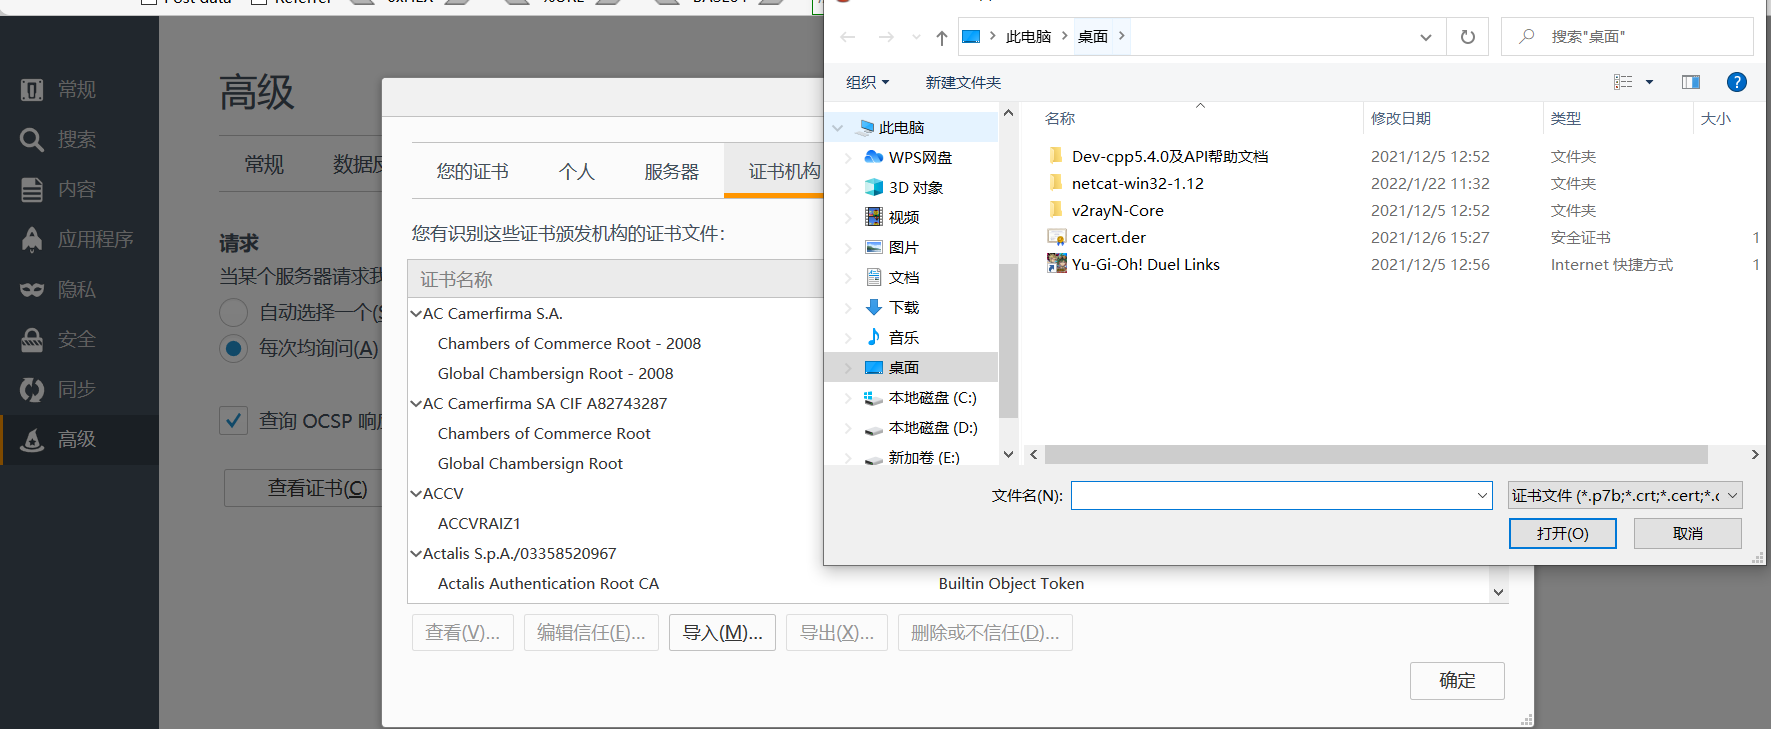 Post data
Referrer
0xHEX
%URL
BASE64
常规
搜索
内容
应用程序
隐私
安全
同步
高级
高级
常规
数据反
请求
当某个服务器请求我
自动选择一个(S
每次均询问(A)
查询 OCSP 响应
查看证书(C)
您的证书
个人
服务器
证书机构
您有识别这些证书颁发机构的证书文件：
证书名称
AC Camerfirma S.A.
Chambers of Commerce Root - 2008
Global Chambersign Root - 2008
AC Camerfirma SA CIF A82743287
Chambers of Commerce Root
Global Chambersign Root
ACCV
ACCVRAIZ1
Actalis S.p.A./03358520967
Actalis Authentication Root CA Builtin Object Token
查看(V)...
编辑信任(E)...
导入(M)...
导出(X)...
删除或不信任(D)...
确定
此电脑 桌面
搜索"桌面"
组织
新建文件夹
此电脑
WPS网盘
3D 对象
视频
图片
文档
下载
音乐
桌面
本地磁盘 (C:)
本地磁盘 (D:)
新加卷 (E:)
名称 修改日期 类型 大小
Dev-cpp5.4.0及API帮助文档 2021/12/5 12:52 文件夹
netcat-win32-1.12 2022/1/22 11:32 文件夹
v2rayN-Core 2021/12/5 12:52 文件夹
cacert.der 2021/12/6 15:27 安全证书 1
Yu-Gi-Oh! Duel Links 2021/12/5 12:56 Internet 快捷方式 1
文件名(N):
证书文件 (*.p7b;*.crt;*.cert;*.c
打开(O)
取消